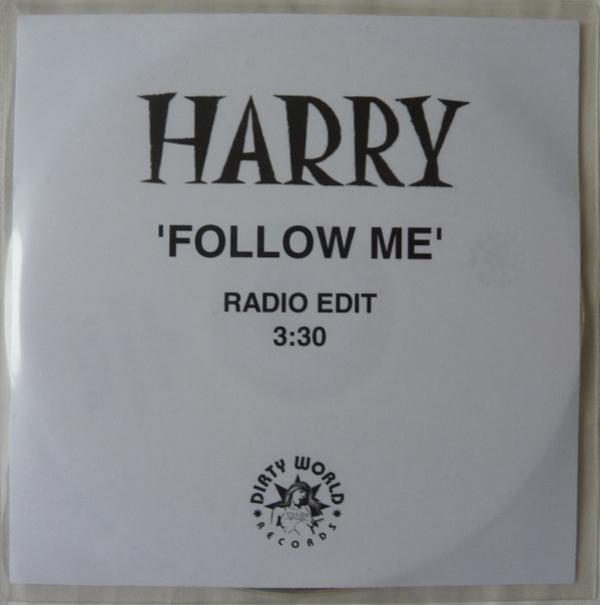 HARRY
'FOLLOW ME'
RADIO EDIT
3:30
DIRTY WORLD
RECORDS